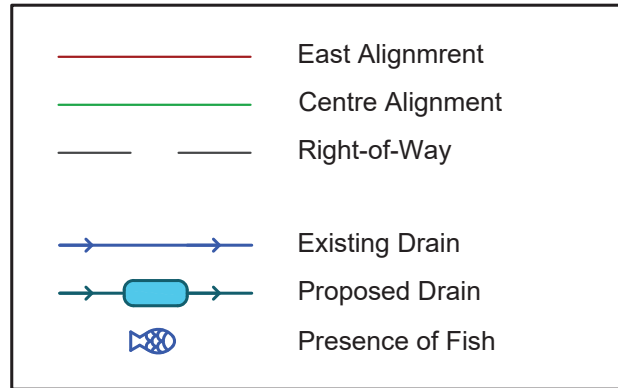 East Alignmrent
Centre Alignment
Right-of-Way
Existing Drain
Proposed Drain
Presence of Fish